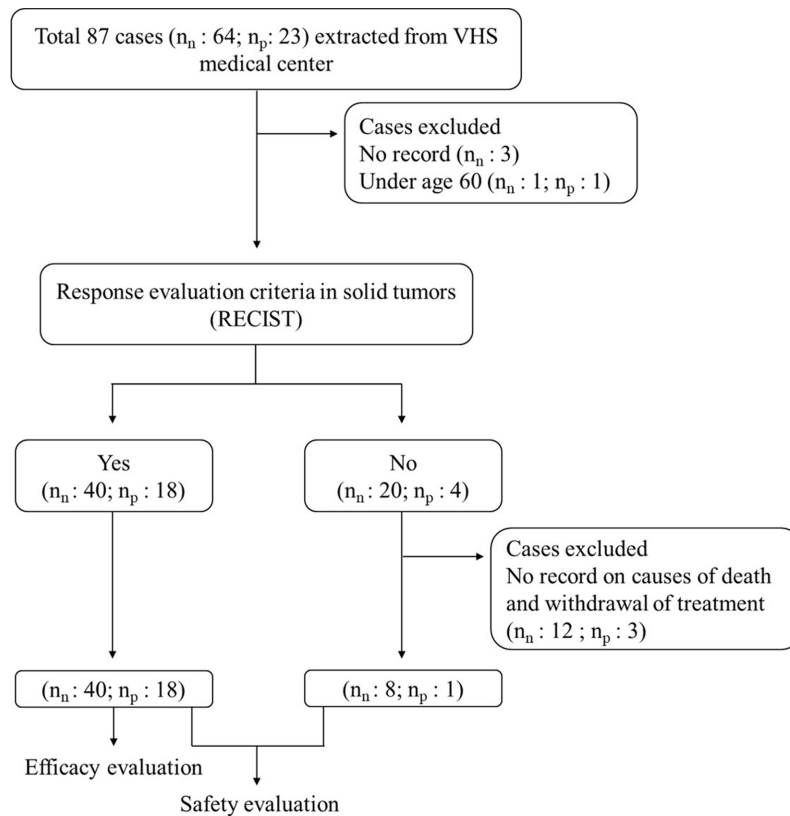 Total 87 cases (nn : 64; np: 23) extracted from VHS
medical center
Cases excluded
No record (nn : 3)
Under age 60 (nn : 1; np : 1)
Response evaluation criteria in solid tumors
(RECIST)
Yes
(nn : 40; np : 18)
No
(nn : 20; np : 4)
Cases excluded
No record on causes of death
and withdrawal of treatment
(nn : 12 ; np : 3)
(nn : 40; np : 18)
(nn : 8; np : 1)
Efficacy evaluation
Safety evaluation